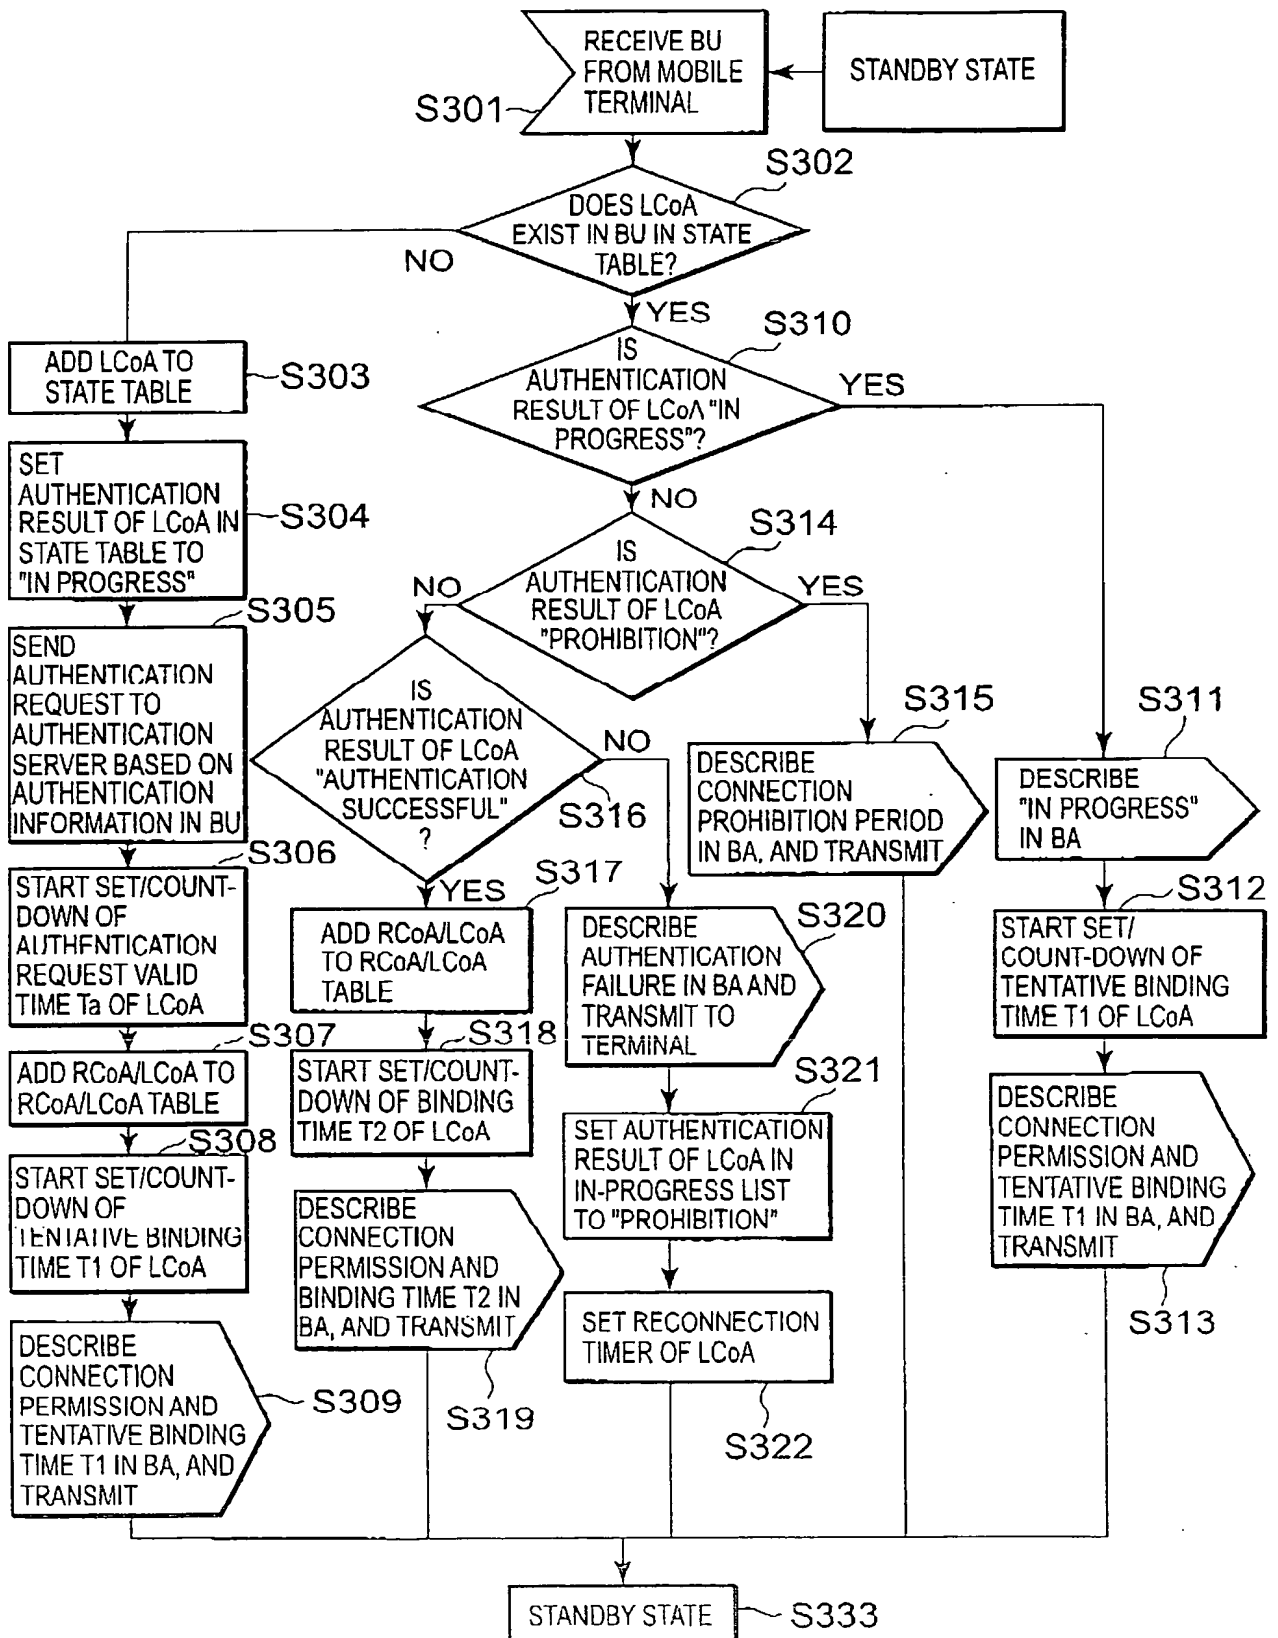 RECEIVE BU
FROM MOBILE
TERMINAL
STANDBY STATE
S301
S302
DOES LCoA
EXIST IN BU IN STATE
TABLE?
NO
YES
S310
IS
AUTHENTICATION
RESULT OF LCoA "IN
PROGRESS"?
YES
NO
ADD LCoA TO
STATE TABLE
S303
SET
AUTHENTICATION
RESULT OF LCoA IN
STATE TABLE TO
"IN PROGRESS"
S304
S314
IS
AUTHENTICATION
RESULT OF LCoA
"PROHIBITION"?
NO
YES
S305
SEND
AUTHENTICATION
REQUEST TO
AUTHENTICATION
SERVER BASED ON
AUTHENTICATION
INFORMATION IN BU
IS
AUTHENTICATION
RESULT OF LCoA
"AUTHENTICATION
SUCCESSFUL"
?
NO
S316
YES
S315
DESCRIBE
CONNECTION
PROHIBITION PERIOD
IN BA, AND TRANSMIT
S311
DESCRIBE
"IN PROGRESS"
IN BA
S306
START SET/COUNT-
DOWN OF
AUTHENTICATION
REQUEST VALID
TIME Ta OF LCoA
S317
ADD RCoA/LCoA
TO RCoA/LCoA
TABLE
S320
DESCRIBE
AUTHENTICATION
FAILURE IN BA AND
TRANSMIT TO
TERMINAL
S312
START SET/
COUNT-DOWN OF
TENTATIVE BINDING
TIME T1 OF LCoA
S307
ADD RCoA/LCoA TO
RCoA/LCoA TABLE
S318
START SET/COUNT-
DOWN OF BINDING
TIME T2 OF LCoA
S321
SET AUTHENTICATION
RESULT OF LCoA IN
IN-PROGRESS LIST
TO "PROHIBITION"
DESCRIBE
CONNECTION
PERMISSION AND
TENTATIVE BINDING
TIME T1 IN BA, AND
TRANSMIT
S313
S308
START SET/COUNT-
DOWN OF
TENTATIVE BINDING
TIME T1 OF LCoA
DESCRIBE
CONNECTION
PERMISSION AND
BINDING TIME T2 IN
BA, AND TRANSMIT
S319
SET RECONNECTION
TIMER OF LCoA
S322
DESCRIBE
CONNECTION
PERMISSION AND
TENTATIVE BINDING
TIME T1 IN BA, AND
TRANSMIT
S309
STANDBY STATE
S333